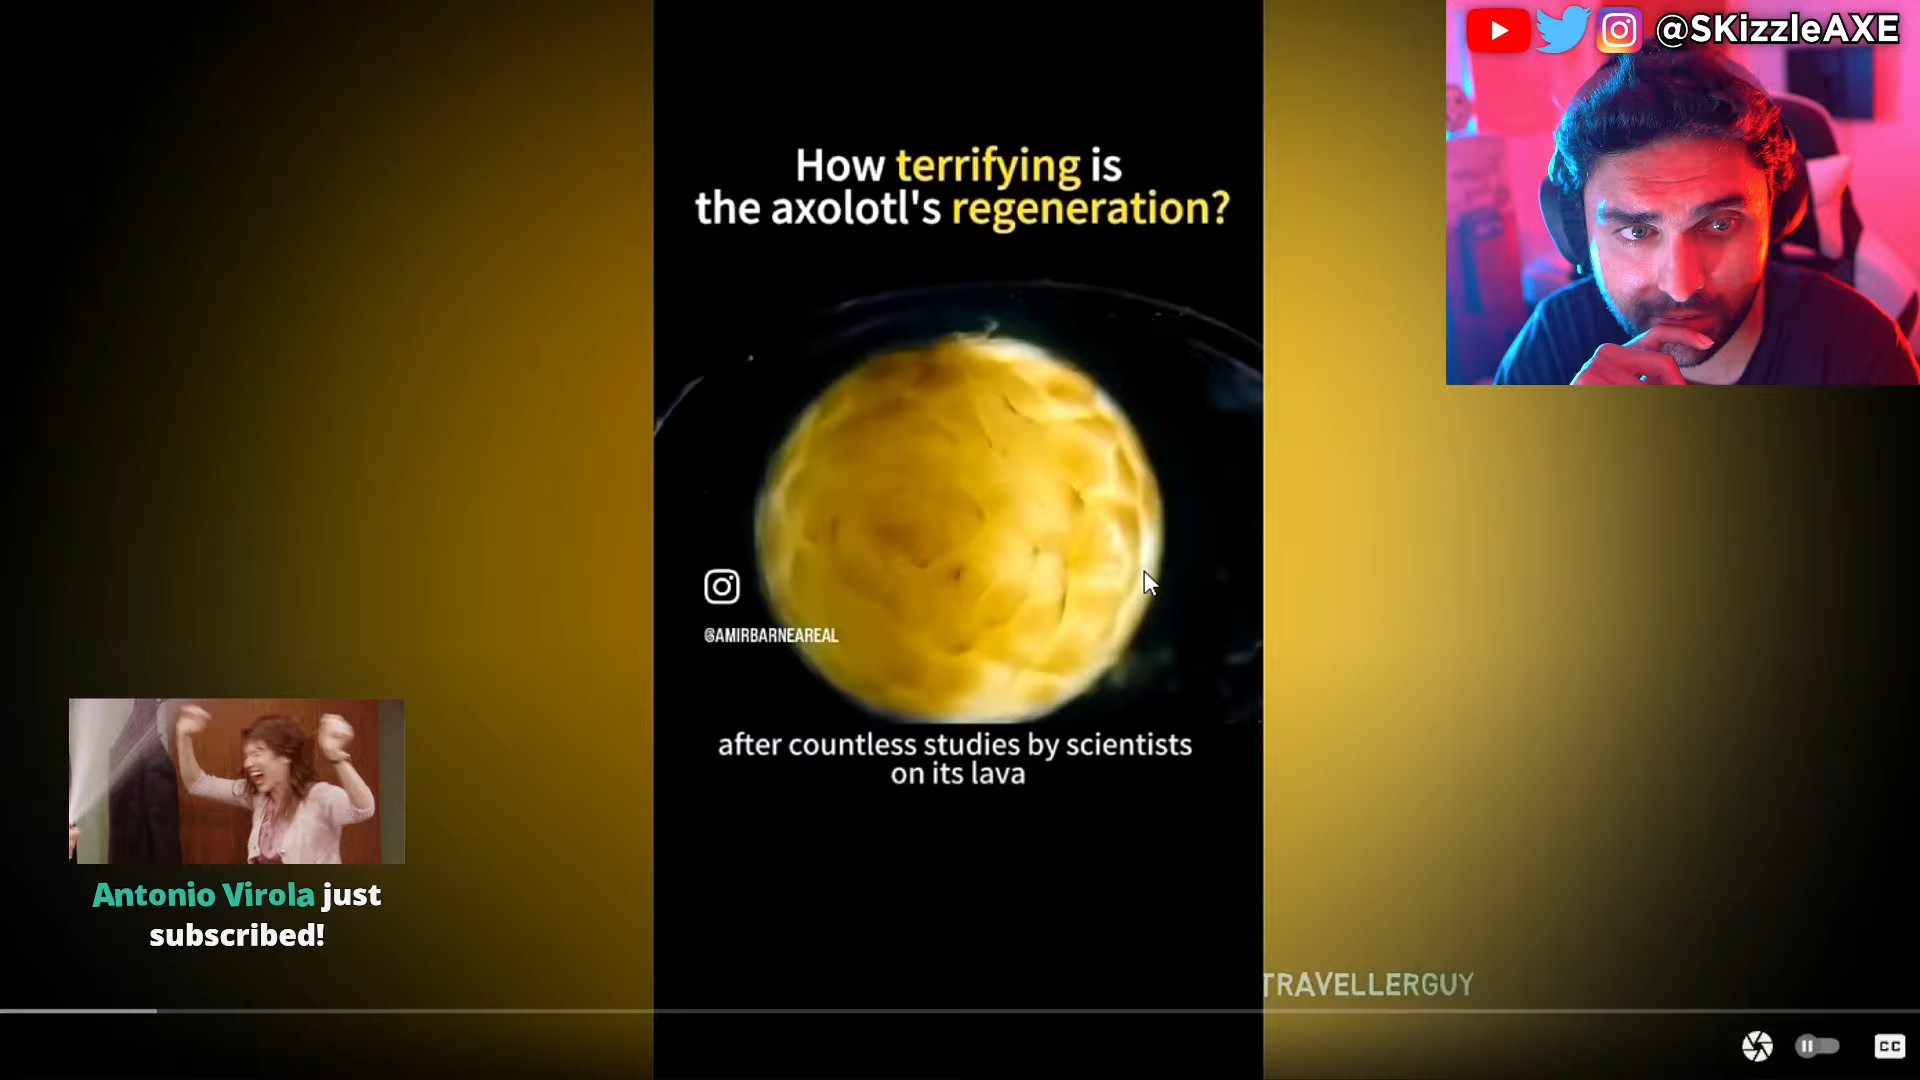 @SKizzleAXE
How terrifying is
the axolotl's regeneration?
@AMIRBARNEAREAL
after countless studies by scientists
on its lava
Antonio Virola just
subscribed!
TRAVELLERGUY
CC